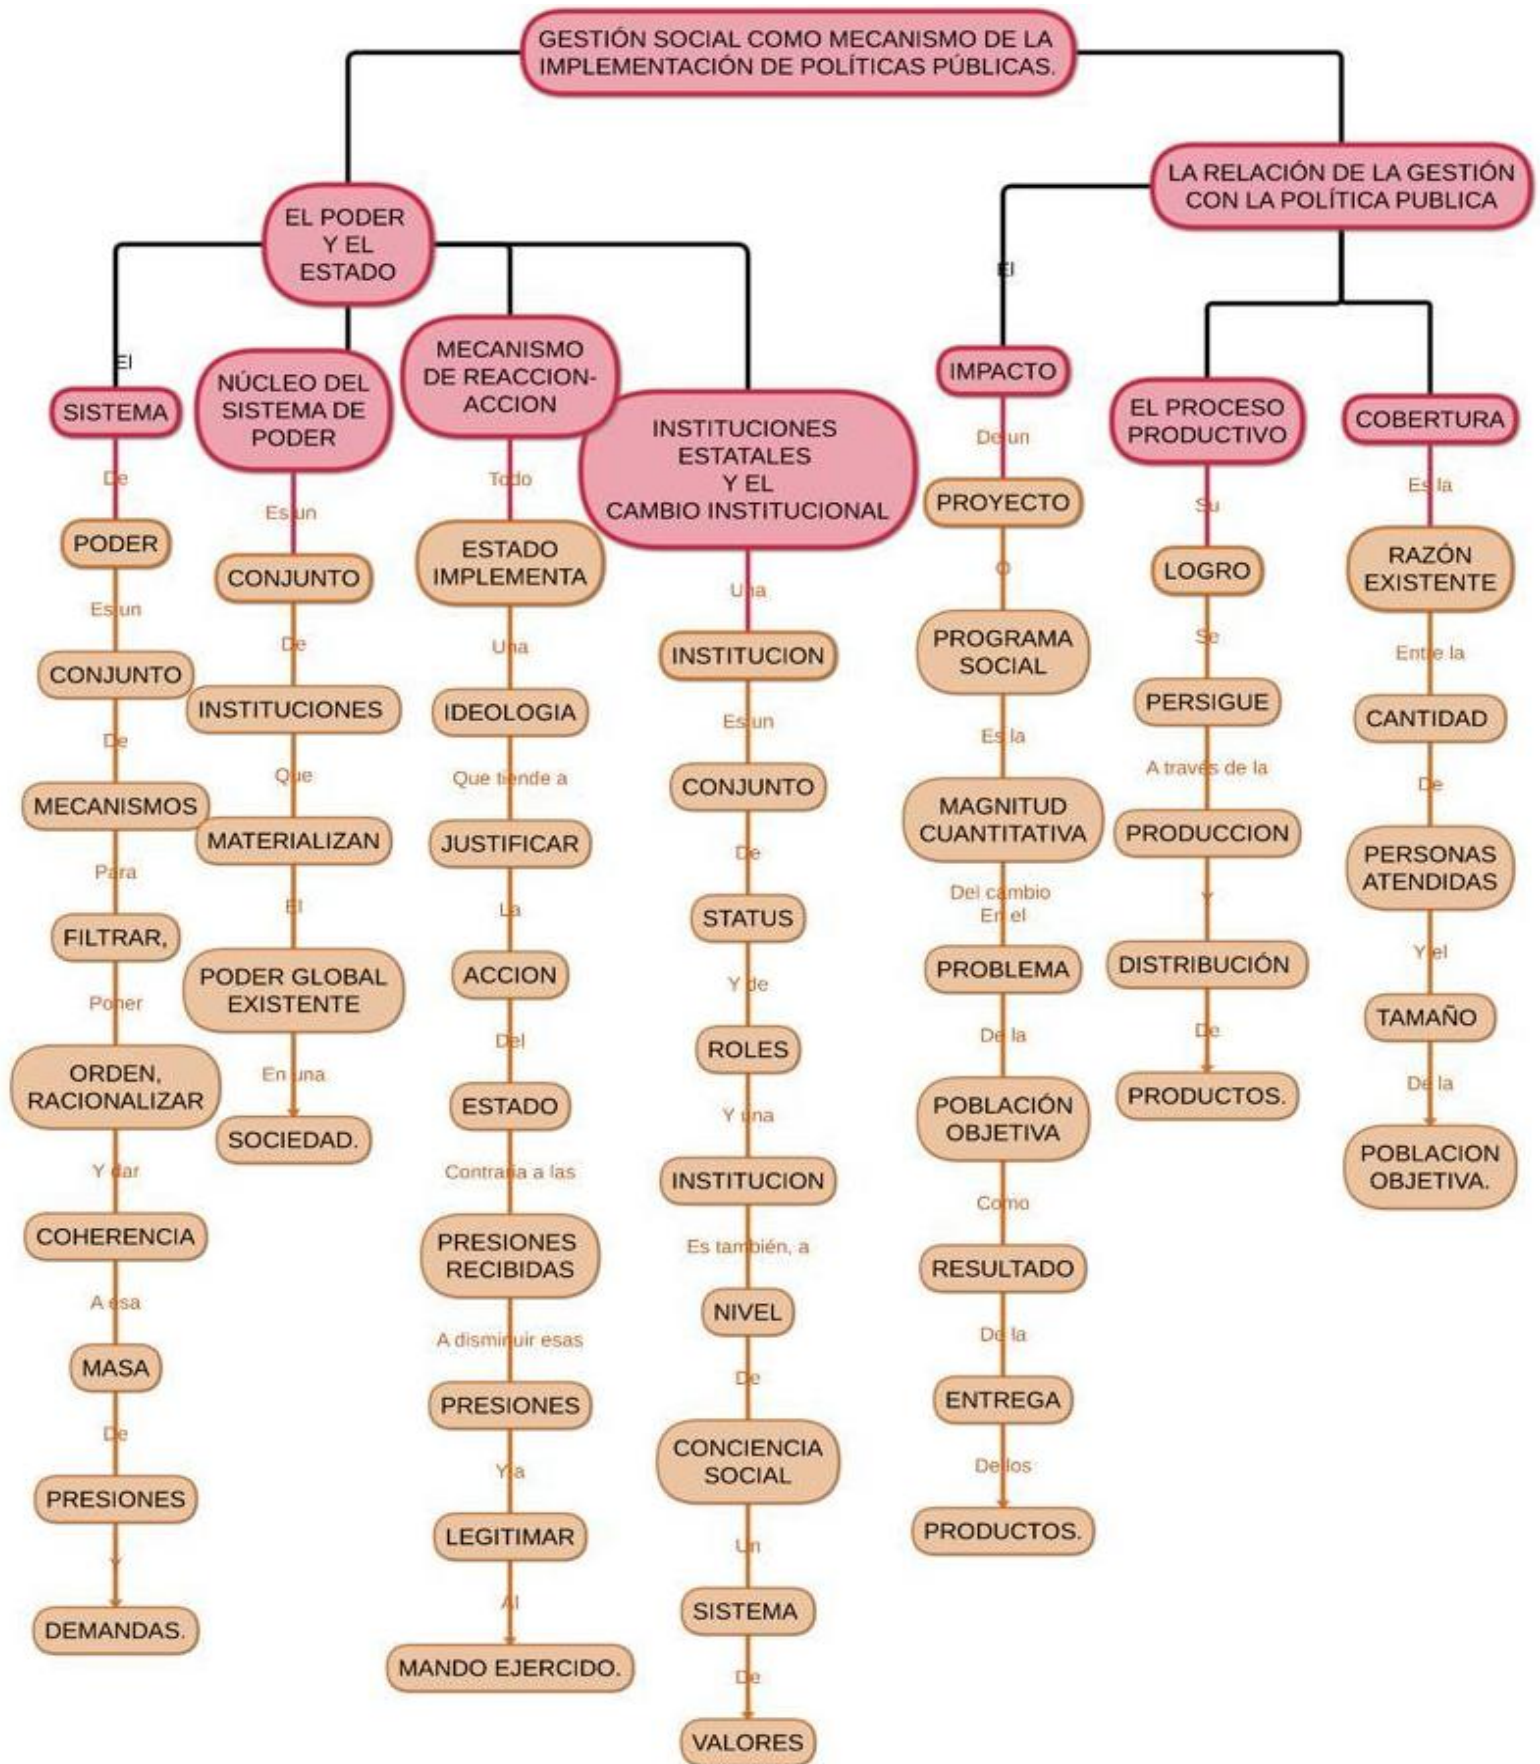 GESTIÓN SOCIAL COMO MECANISMO DE LA
IMPLEMENTACIÓN DE POLÍTICAS PÚBLICAS.
EL PODER
Y EL
ESTADO
El
SISTEMA
De
PODER
Es un
CONJUNTO
De
MECANISMOS
Para
FILTRAR,
Poner
ORDEN,
RACIONALIZAR
Y dar
COHERENCIA
A esa
MASA
De
PRESIONES
Y
DEMANDAS.
NÚCLEO DEL
SISTEMA DE
PODER
Es un
CONJUNTO
De
INSTITUCIONES
Que
MATERIALIZAN
El
PODER GLOBAL
EXISTENTE
En una
SOCIEDAD.
MECANISMO
DE REACCION-
ACCION
Todo
ESTADO
IMPLEMENTA
Una
IDEOLOGIA
Que tiende a
JUSTIFICAR
La
ACCION
Del
ESTADO
Contraria a las
PRESIONES
RECIBIDAS
A disminuir esas
PRESIONES
Y a
LEGITIMAR
Al
MANDO EJERCIDO.
INSTITUCIONES
ESTATALES
Y EL
CAMBIO INSTITUCIONAL
Una
INSTITUCION
Es un
CONJUNTO
De
STATUS
Y de
ROLES
Y una
INSTITUCION
Es también, a
NIVEL
De
CONCIENCIA
SOCIAL
Un
SISTEMA
De
VALORES
LA RELACIÓN DE LA GESTIÓN
CON LA POLÍTICA PUBLICA
El
IMPACTO
De un
PROYECTO
O
PROGRAMA
SOCIAL
Es la
MAGNITUD
CUANTITATIVA
Del cambio
En el
PROBLEMA
De la
POBLACIÓN
OBJETIVA
Como
RESULTADO
De la
ENTREGA
De los
PRODUCTOS.
EL PROCESO
PRODUCTIVO
Su
LOGRO
Se
PERSIGUE
A través de la
PRODUCCION
Y
DISTRIBUCIÓN
De
PRODUCTOS.
COBERTURA
Es la
RAZÓN
EXISTENTE
Entre la
CANTIDAD
De
PERSONAS
ATENDIDAS
Y el
TAMAÑO
De la
POBLACION
OBJETIVA.